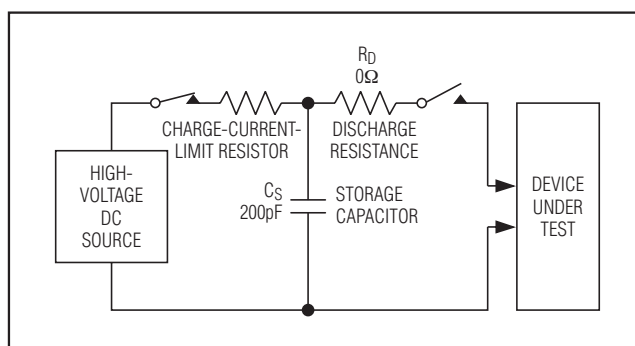 R_D
0Ω
CHARGE-CURRENT-
LIMIT RESISTOR
DISCHARGE
RESISTANCE
HIGH-
VOLTAGE
DC
SOURCE
C_S
200pF
STORAGE
CAPACITOR
DEVICE
UNDER
TEST